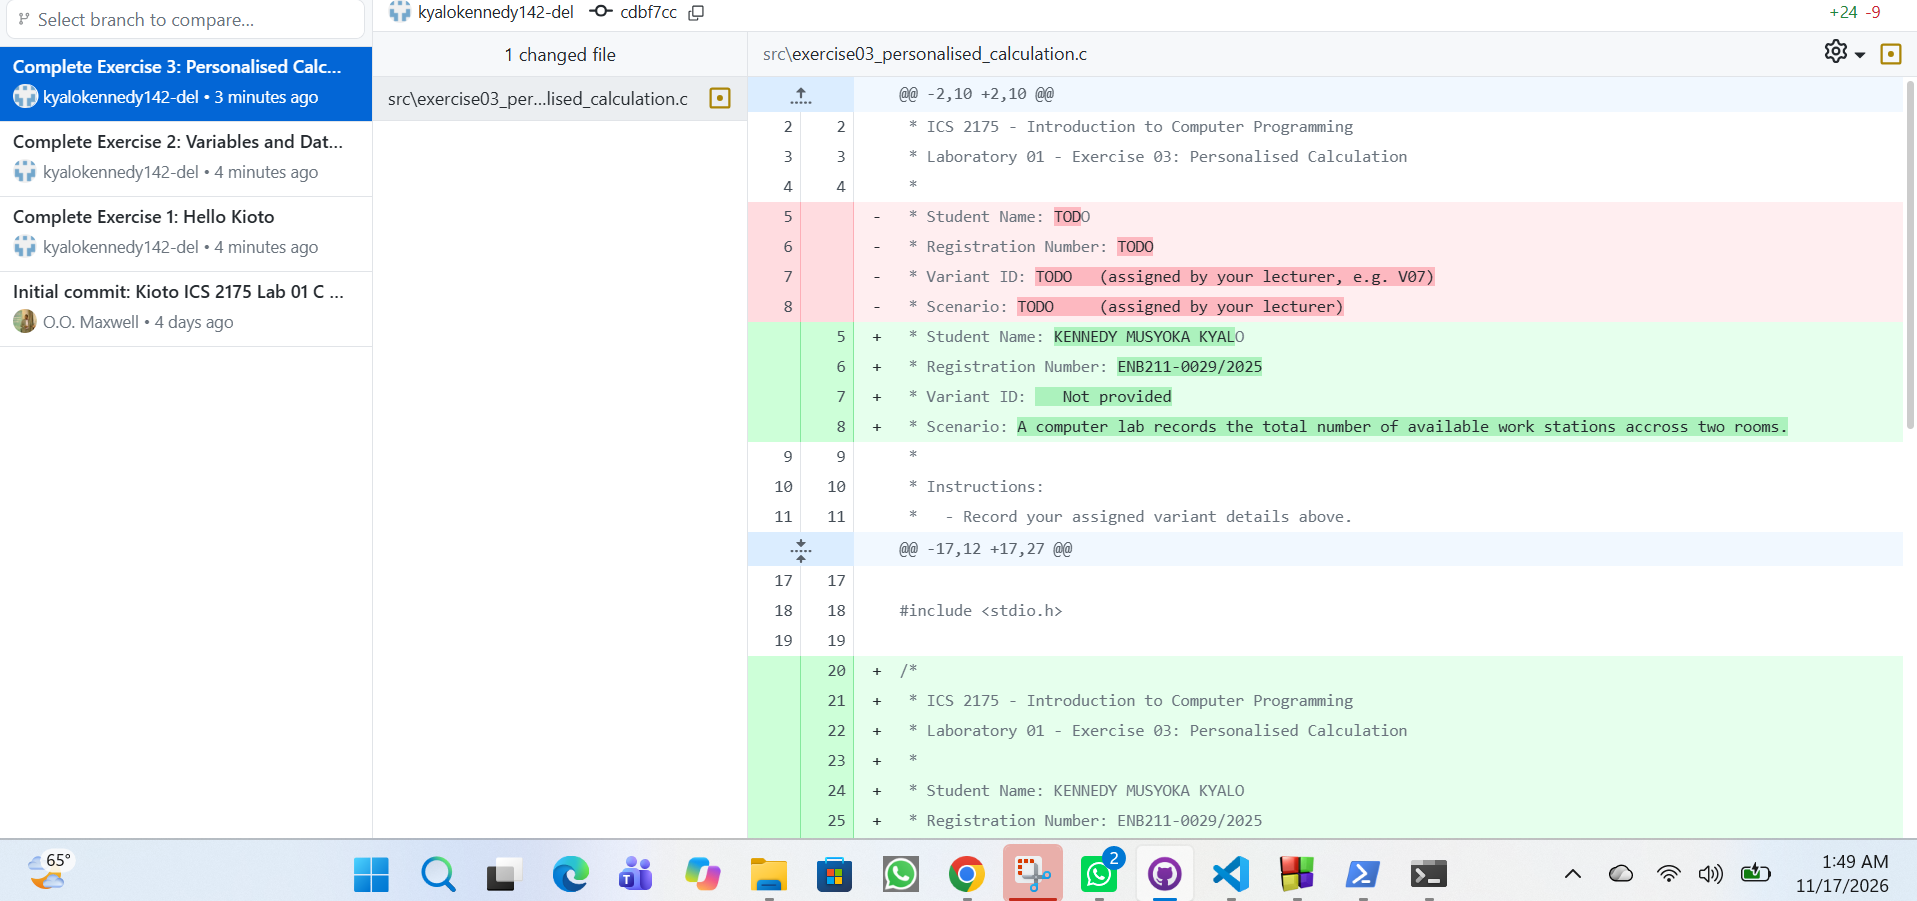 Select branch to compare...
Complete Exercise 3: Personalised Calc...
kyalokennedy142-del • 3 minutes ago
Complete Exercise 2: Variables and Dat...
kyalokennedy142-del • 4 minutes ago
Complete Exercise 1: Hello Kioto
kyalokennedy142-del • 4 minutes ago
Initial commit: Kioto ICS 2175 Lab 01 C ...
O.O. Maxwell • 4 days ago
kyalokennedy142-del cdbf7cc
+24 -9
1 changed file
src\exercise03_per...lised_calculation.c
src\exercise03_personalised_calculation.c
@@ -2,10 +2,10 @@
2 2 * ICS 2175 - Introduction to Computer Programming
3 3 * Laboratory 01 - Exercise 03: Personalised Calculation
4 4 *
5 - * Student Name: TODO
6 - * Registration Number: TODO
7 - * Variant ID: TODO (assigned by your lecturer, e.g. V07)
8 - * Scenario: TODO (assigned by your lecturer)
5 + * Student Name: KENNEDY MUSYOKA KYALO
6 + * Registration Number: ENB211-0029/2025
7 + * Variant ID: Not provided
8 + * Scenario: A computer lab records the total number of available work stations accross two rooms.
9 9 *
10 10 * Instructions:
11 11 * - Record your assigned variant details above.
@@ -17,12 +17,27 @@
17 17
18 18 #include <stdio.h>
19 19
20 + /*
21 + * ICS 2175 - Introduction to Computer Programming
22 + * Laboratory 01 - Exercise 03: Personalised Calculation
23 + *
24 + * Student Name: KENNEDY MUSYOKA KYALO
25 + * Registration Number: ENB211-0029/2025
65°
2
1:49 AM
11/17/2026